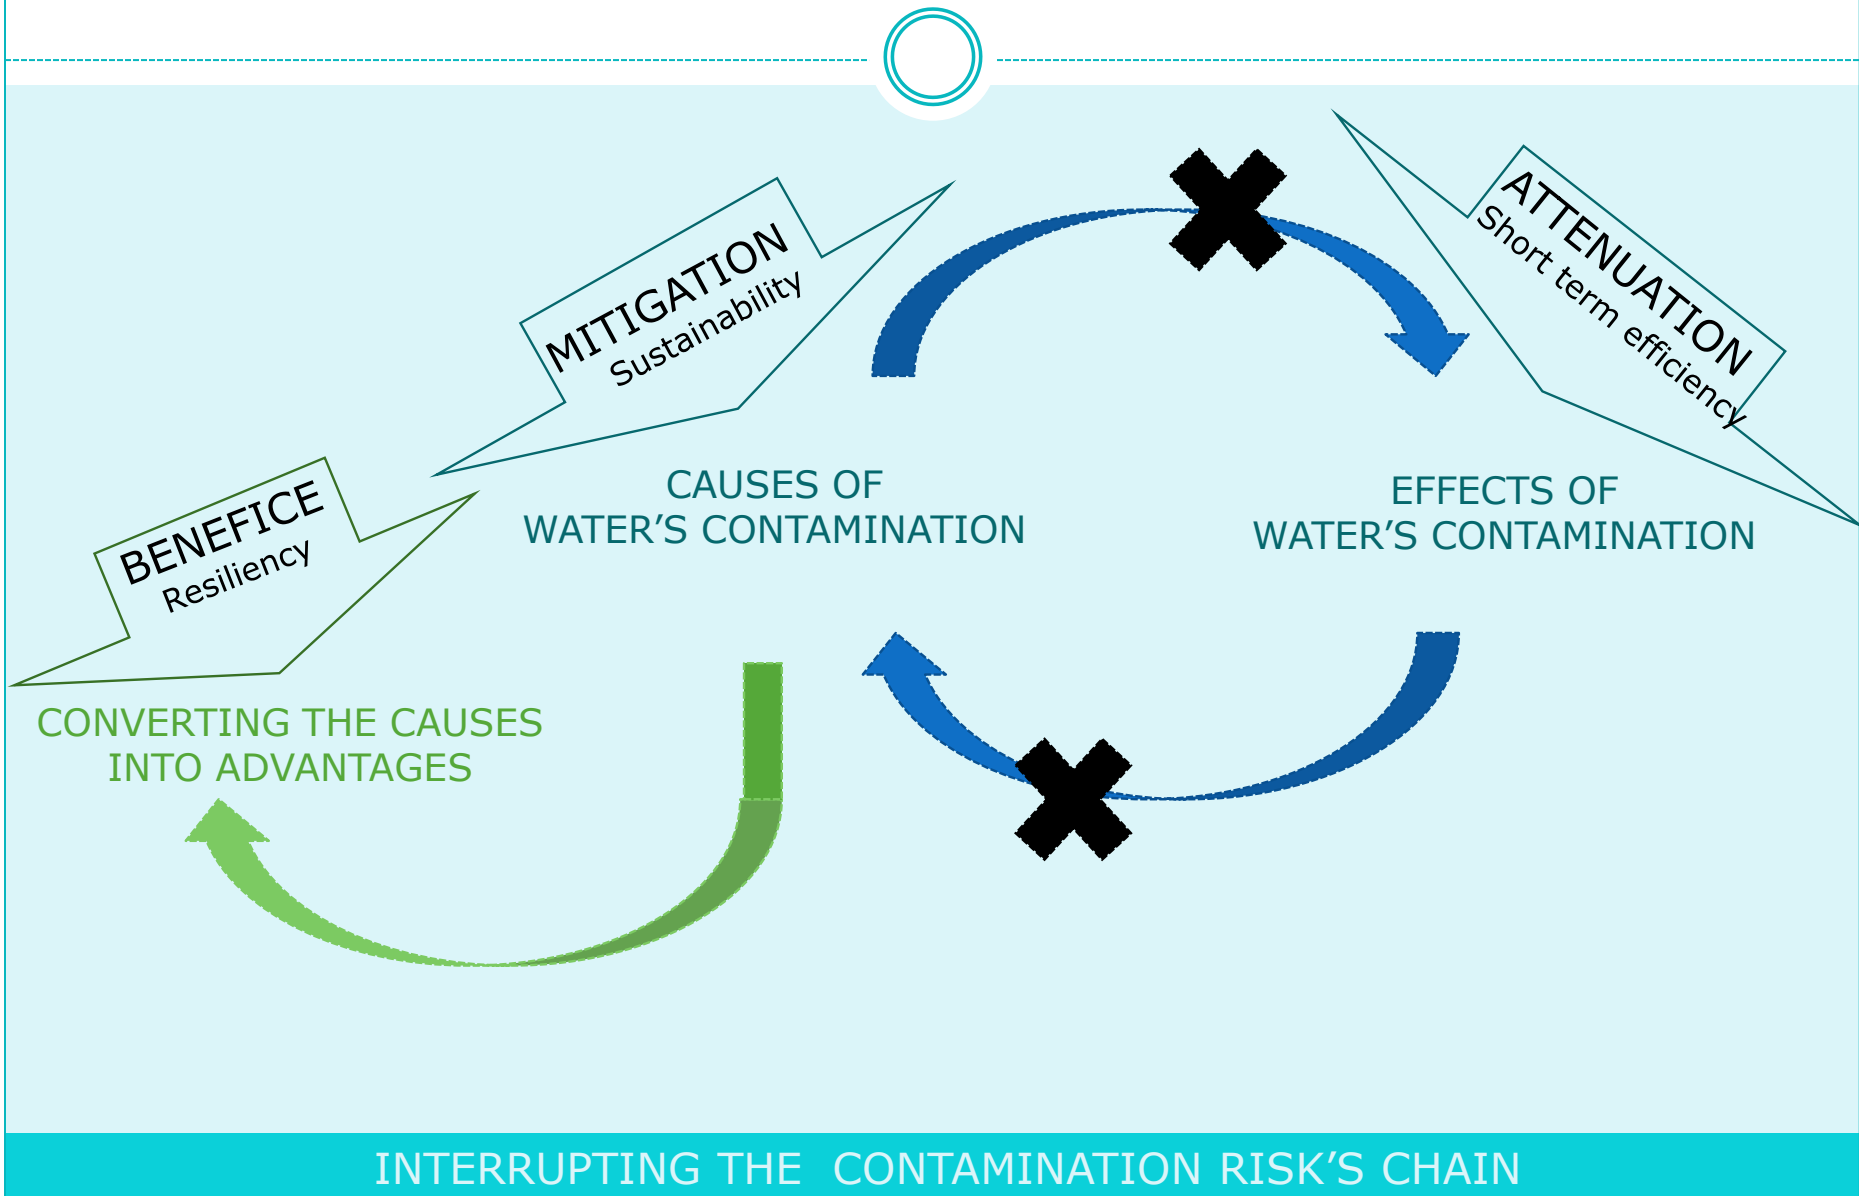 ATTENUATION
Short term efficiency
MITIGATION
Sustainability
BENEFICE
Resiliency
CAUSES OF
WATER’S CONTAMINATION
EFFECTS OF
WATER’S CONTAMINATION
CONVERTING THE CAUSES
INTO ADVANTAGES
INTERRUPTING THE CONTAMINATION RISK’S CHAIN